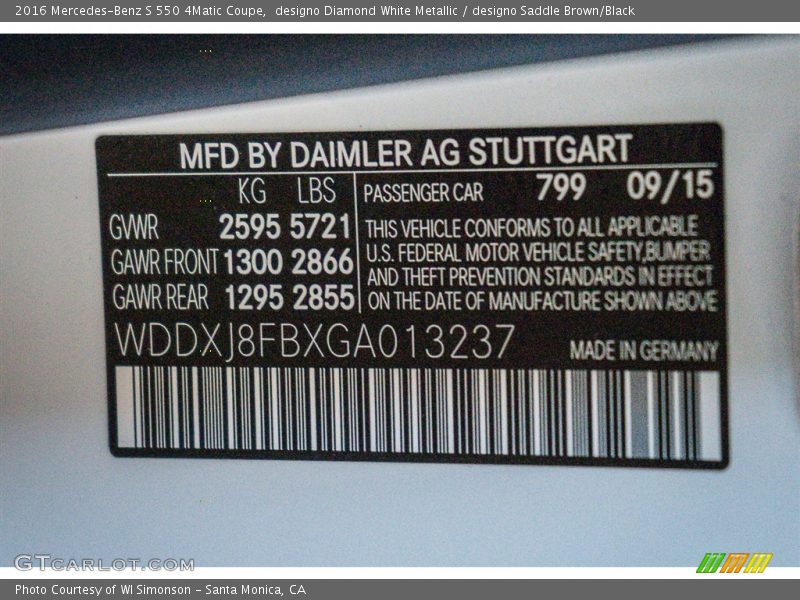 2016 Mercedes-Benz S 550 4Matic Coupe,  designo Diamond White Metallic / designo Saddle Brown/Black
MFD BY DAIMLER AG STUTTGART
KG LBS
GVWR 2595 5721
GAWR FRONT 1300 2866
GAWR REAR 1295 2855
PASSENGER CAR 799 09/15
THIS VEHICLE CONFORMS TO ALL APPLICABLE
U.S. FEDERAL MOTOR VEHICLE SAFETY,BUMPER
AND THEFT PREVENTION STANDARDS IN EFFECT
ON THE DATE OF MANUFACTURE SHOWN ABOVE
WDDXJ8FBXGA013237
MADE IN GERMANY
GTCARLOT.COM
Photo Courtesy of WI Simonson - Santa Monica, CA